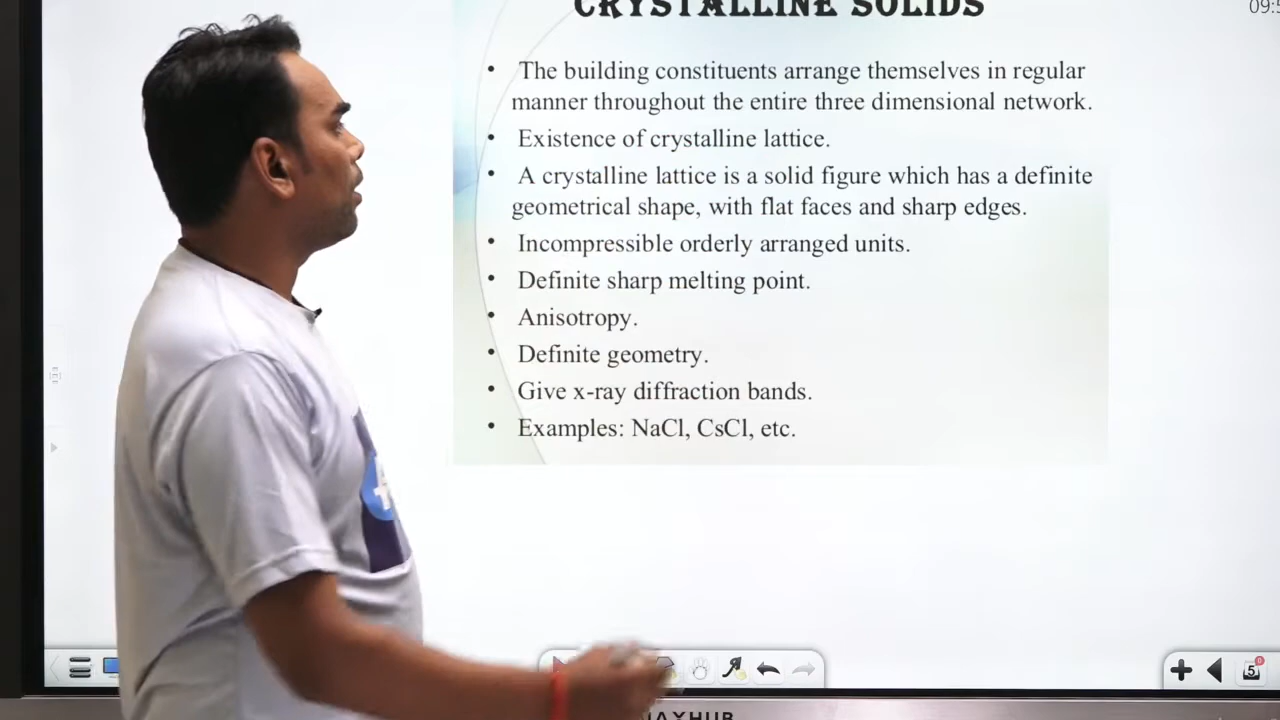 CRYSTALLINE SOLIDS
• The building constituents arrange themselves in regular
manner throughout the entire three dimensional network.
• Existence of crystalline lattice.
• A crystalline lattice is a solid figure which has a definite
geometrical shape, with flat faces and sharp edges.
• Incompressible orderly arranged units.
• Definite sharp melting point.
• Anisotropy.
• Definite geometry.
• Give x-ray diffraction bands.
• Examples: NaCl, CsCl, etc.
5